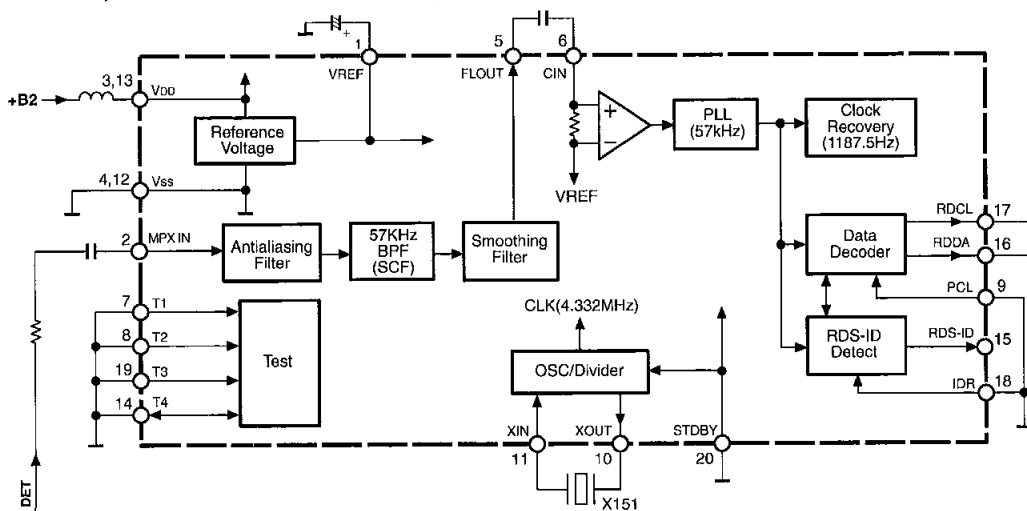 1
VREF
5
FLOUT
6
CIN
3,13
VDD
+B2
Reference
Voltage
PLL
(57kHz)
Clock
Recovery
(1187.5Hz)
+
−
VREF
4,12
VSS
2
MPX IN
Antialiasing
Filter
57KHz
BPF
(SCF)
Smoothing
Filter
Data
Decoder
RDCL
17
RDDA
16
PCL
9
7
T1
8
T2
19
T3
14
T4
Test
CLK(4.332MHz)
OSC/Divider
RDS-ID
Detect
RDS-ID
15
IDR
18
XIN
11
XOUT
10
STDBY
20
X151
DET
+